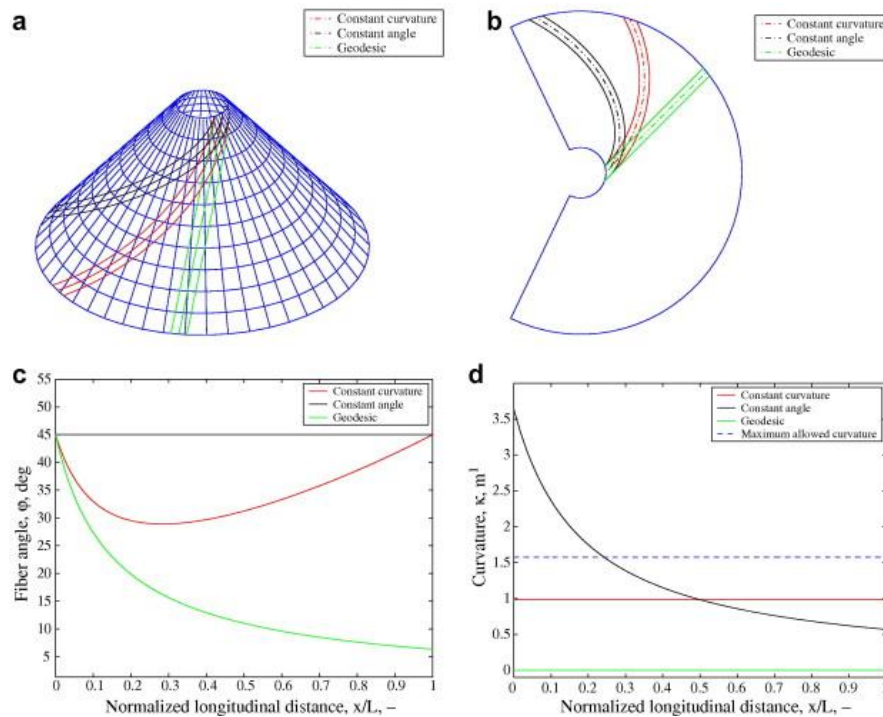 a
Constant curvature
Constant angle
Geodesic
b
Constant curvature
Constant angle
Geodesic
c
55
50
45
40
35
30
25
20
15
10
5
Fiber angle, φ, deg
Constant curvature
Constant angle
Geodesic
0 0.1 0.2 0.3 0.4 0.5 0.6 0.7 0.8 0.9 1
Normalized longitudinal distance, x/L, –
d
3.5
3
2.5
2
1.5
1
0.5
0
Curvature, κ, m¹
Constant curvature
Constant angle
Geodesic
Maximum allowed curvature
0 0.1 0.2 0.3 0.4 0.5 0.6 0.7 0.8 0.9 1
Normalized longitudinal distance, x/L, –